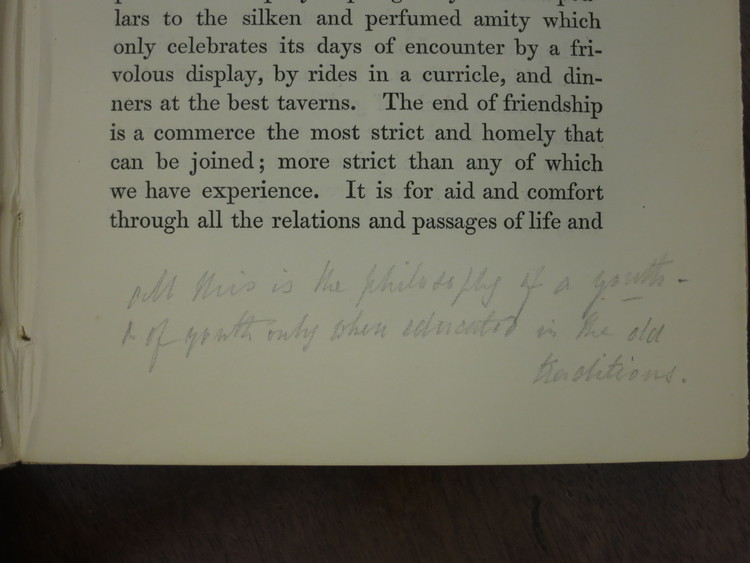 lars to the silken and perfumed amity which
only celebrates its days of encounter by a fri-
volous display, by rides in a curricle, and din-
ners at the best taverns. The end of friendship
is a commerce the most strict and homely that
can be joined; more strict than any of which
we have experience. It is for aid and comfort
through all the relations and passages of life and
All this is the philosophy of a youth -
& of youth only when educated in the old
traditions.